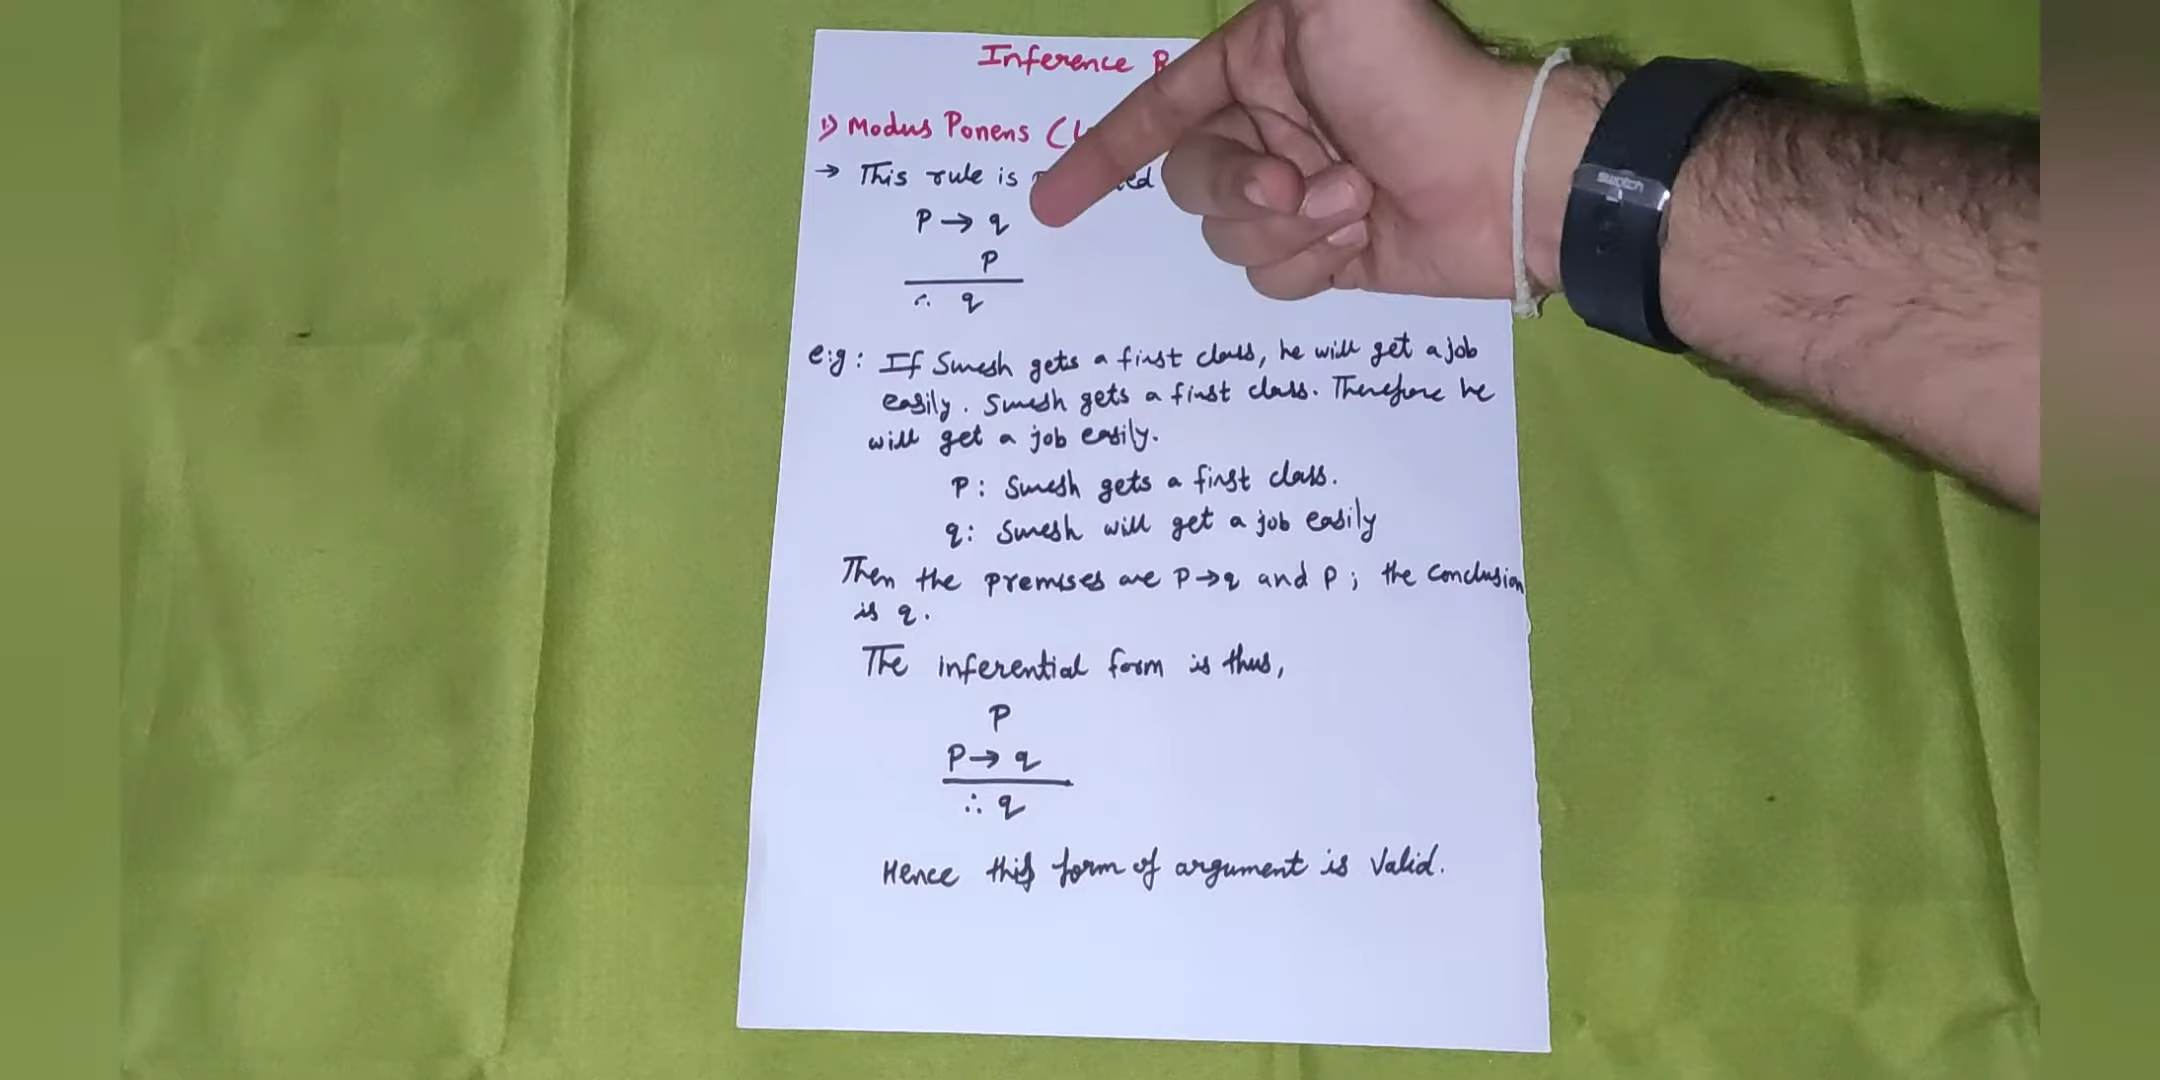 Inference
1) Modus Ponens (
→ This rule is
P → q
P
∴ q
e.g: If Suresh gets a first class, he will get a job
easily. Suresh gets a first class. Therefore he
will get a job easily.
P: Suresh gets a first class.
q: Suresh will get a job easily
Then the premises are P→q and P; the conclusion
is q.
The inferential form is thus,
P
P → q
∴ q
Hence this form of argument is valid.
swatch